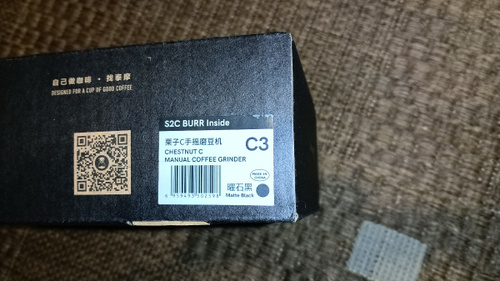 自己做咖啡 · 找泰摩
DESIGNED FOR A CUP OF GOOD COFFEE
S2C BURR Inside
栗子C手摇磨豆机
C3
CHESTNUT C
MANUAL COFFEE GRINDER
MADE IN CHINA
曜石黑
Matte Black